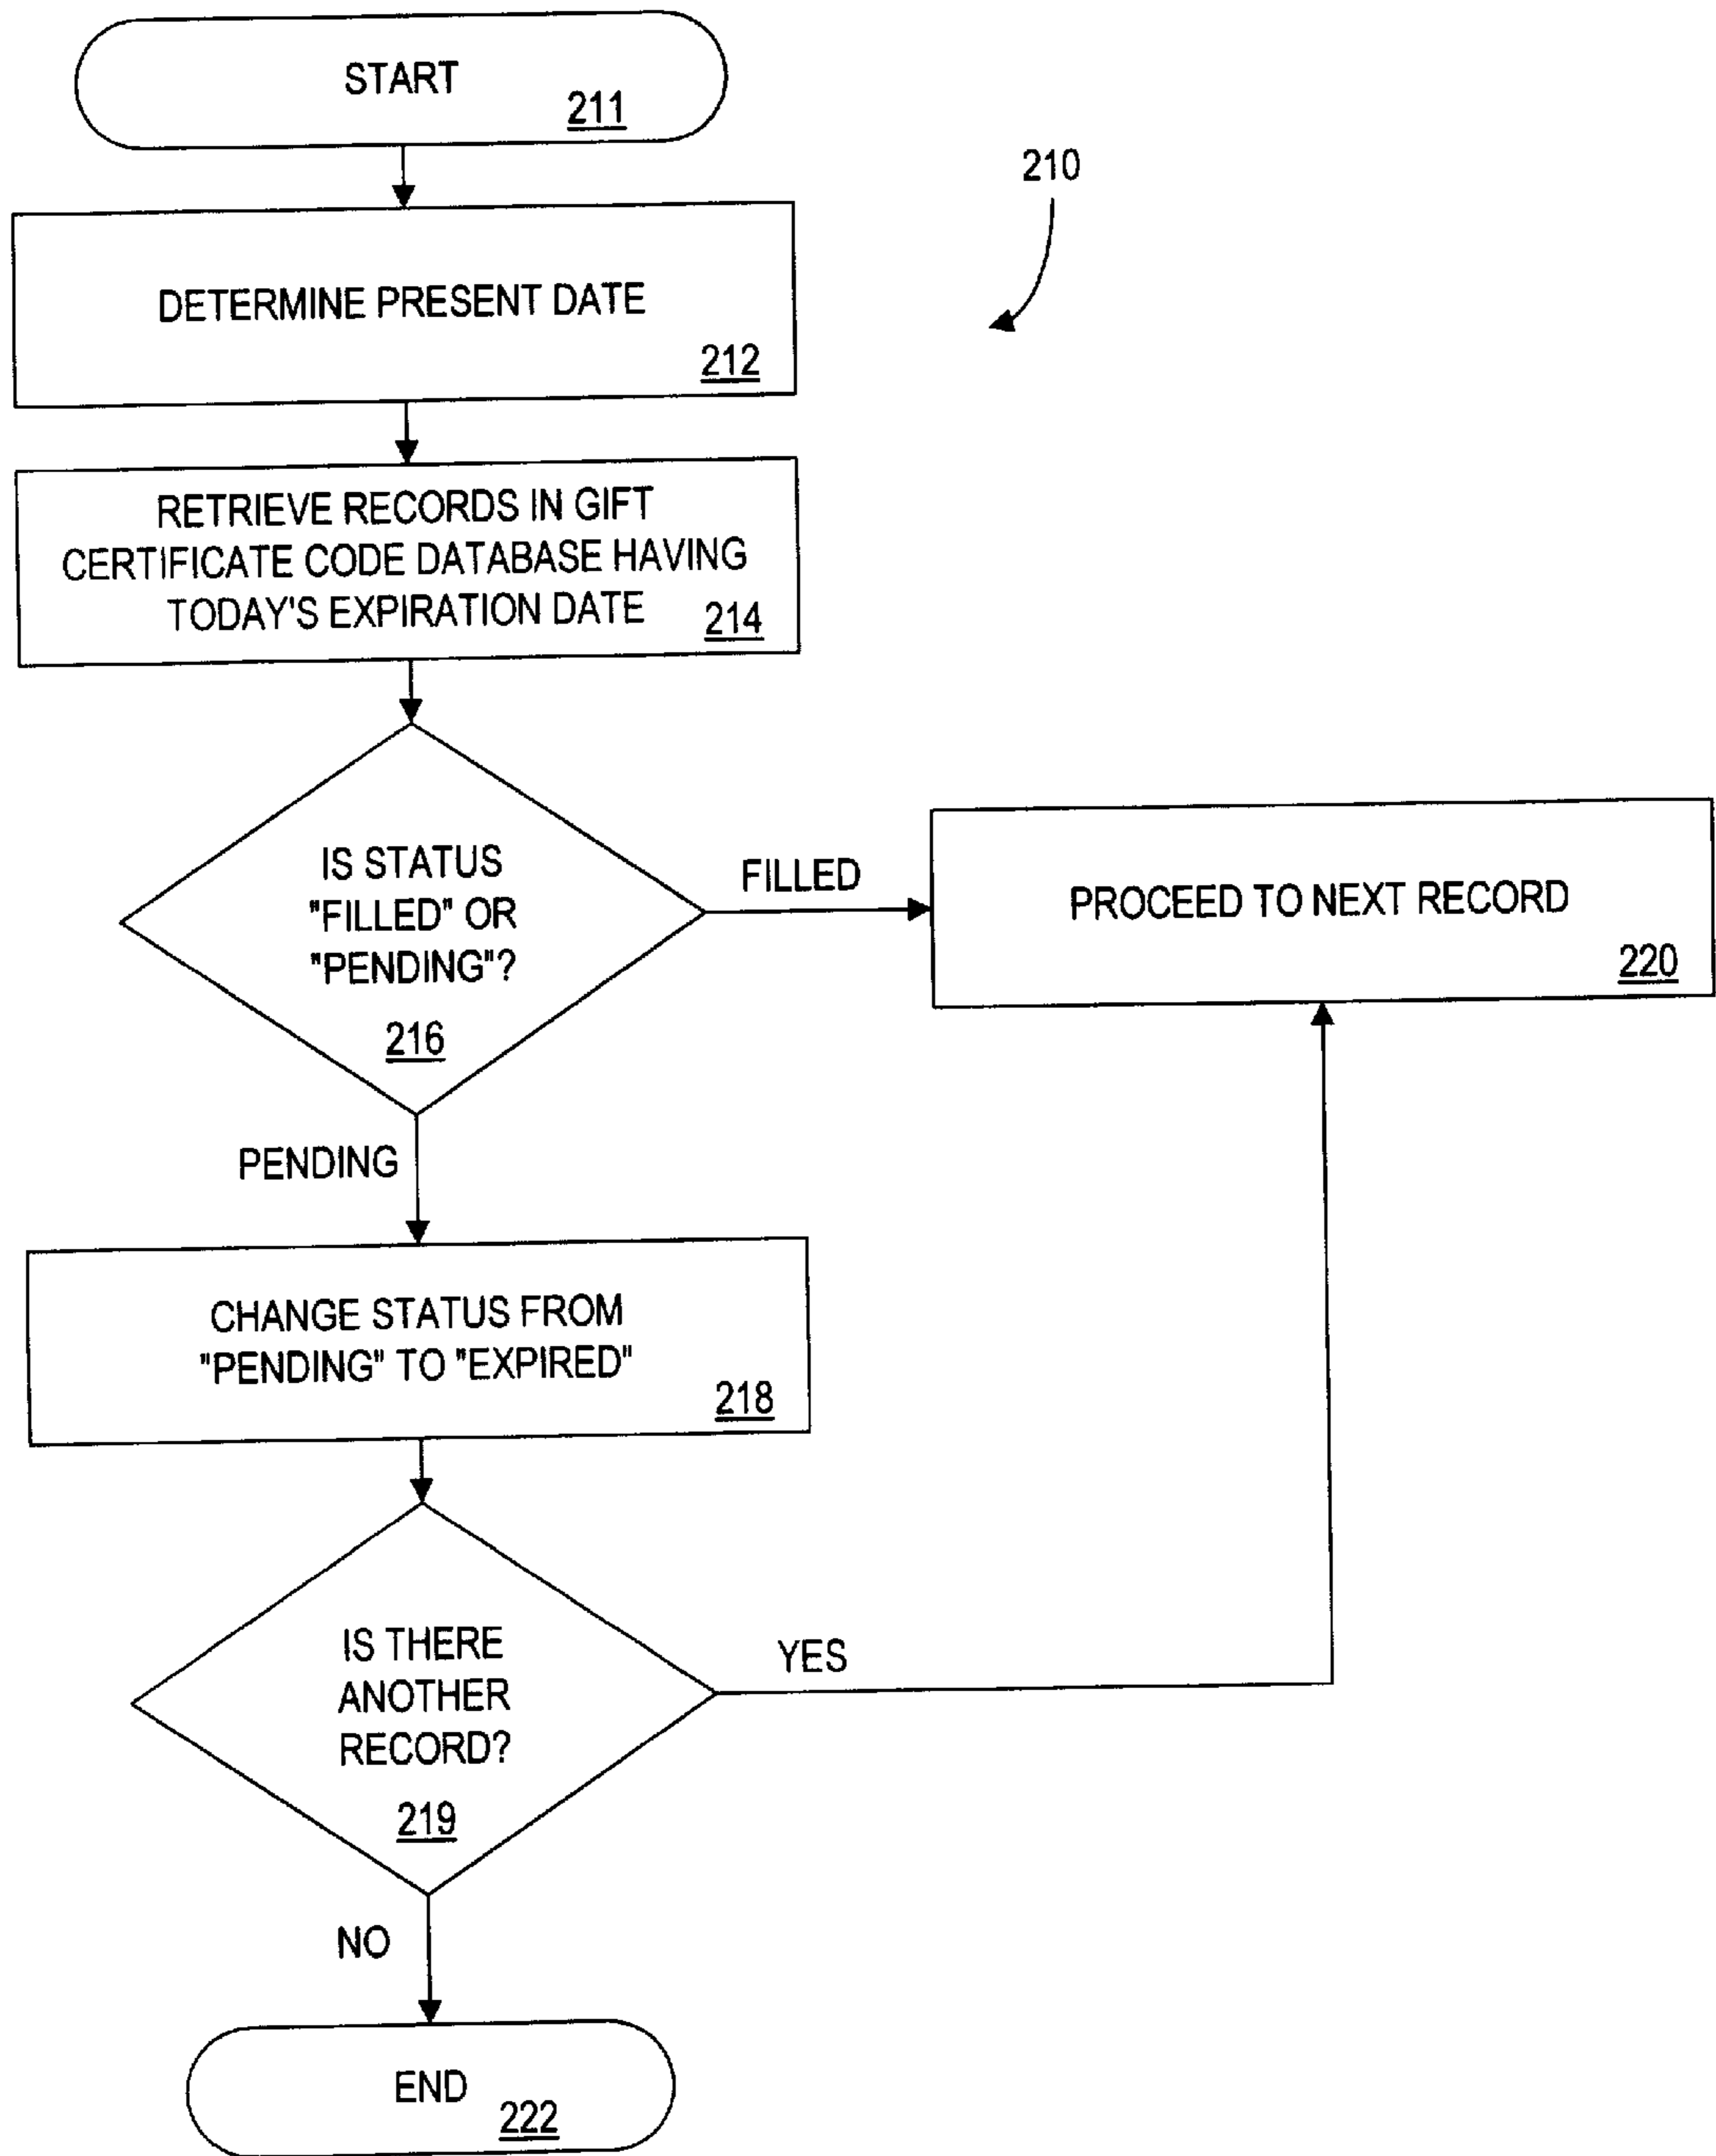 START
211
210
DETERMINE PRESENT DATE
212
RETRIEVE RECORDS IN GIFT
CERTIFICATE CODE DATABASE HAVING
TODAY'S EXPIRATION DATE
214
IS STATUS
"FILLED" OR
"PENDING"?
216
FILLED
PROCEED TO NEXT RECORD
220
PENDING
CHANGE STATUS FROM
"PENDING" TO "EXPIRED"
218
IS THERE
ANOTHER
RECORD?
219
YES
NO
END
222